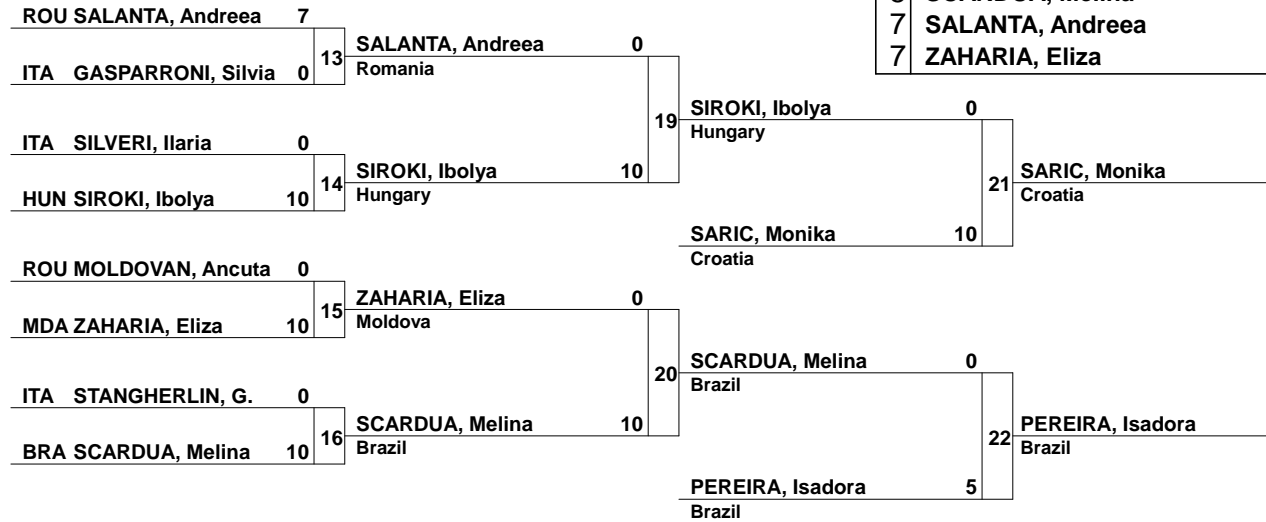 SCARDUA, Melina
7 SALANTA, Andreea
7 ZAHARIA, Eliza
ROU SALANTA, Andreea 7
13
SALANTA, Andreea 0
Romania
ITA GASPARRONI, Silvia 0
19
SIROKI, Ibolya 0
Hungary
ITA SILVERI, Ilaria 0
14
SIROKI, Ibolya 10
Hungary
21
SARIC, Monika
Croatia
HUN SIROKI, Ibolya 10
SARIC, Monika 10
Croatia
ROU MOLDOVAN, Ancuta 0
15
ZAHARIA, Eliza 0
Moldova
MDA ZAHARIA, Eliza 10
20
SCARDUA, Melina 0
Brazil
ITA STANGHERLIN, G. 0
16
SCARDUA, Melina 10
Brazil
22
PEREIRA, Isadora
Brazil
BRA SCARDUA, Melina 10
PEREIRA, Isadora 5
Brazil